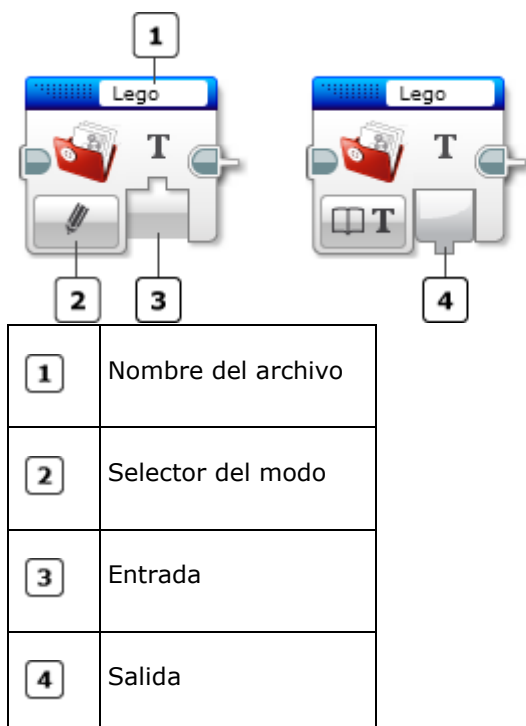 1
Lego
Lego
T
T
T
2
3
4
1 Nombre del archivo
2 Selector del modo
3 Entrada
4 Salida